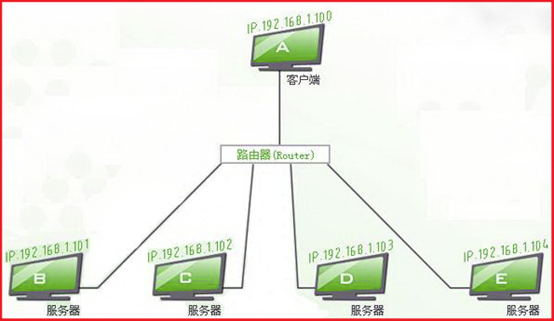 IP.192.168.1.100
A
客户端
路由器(Router)
IP.192.168.1.101
IP.192.168.1.102
IP.192.168.1.103
IP.192.168.1.104
B
C
D
E
服务器
服务器
服务器
服务器